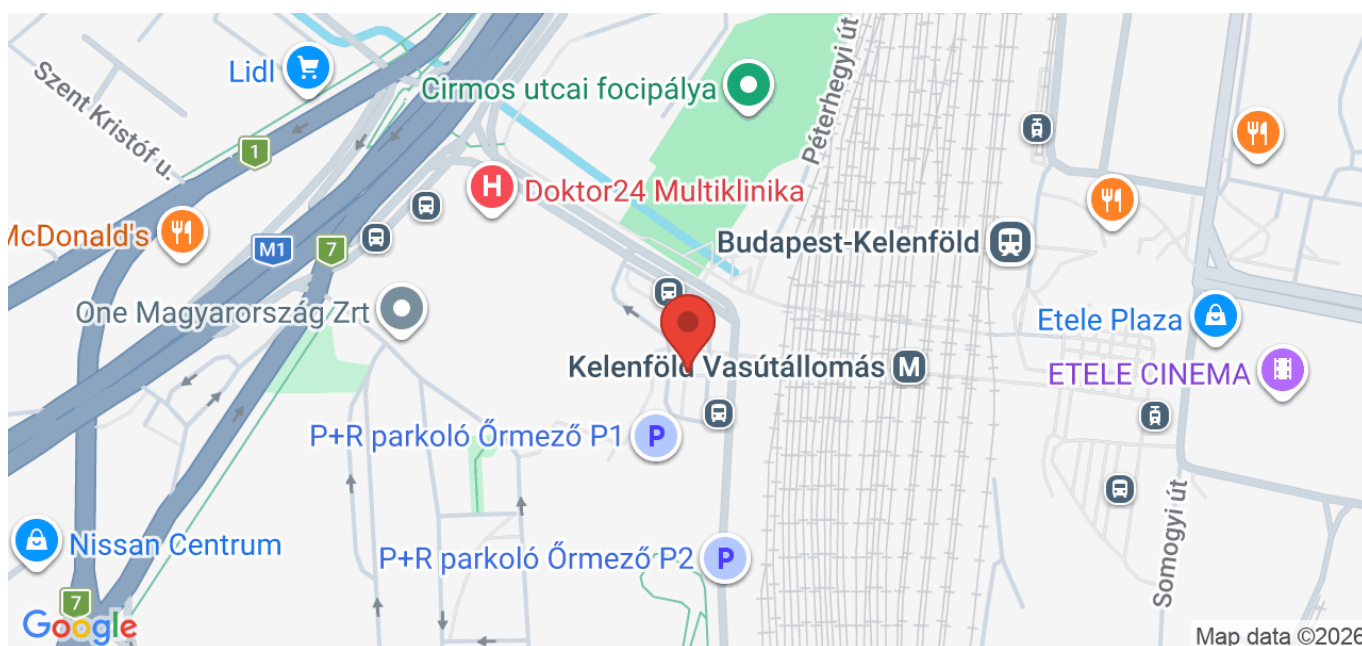 Lidl
Szent Kristóf u.
1
Cirmos utcai focipálya
Péterhegyi út
H
Doktor24 Multiklinika
McDonald's
M1
7
Budapest-Kelenföld
One Magyarország Zrt
Etele Plaza
Kelenföld Vasútállomás
M
ETELE CINEMA
P+R parkoló Őrmező P1
P
Somogyi út
Nissan Centrum
P+R parkoló Őrmező P2
P
7
Google
Map data ©2026